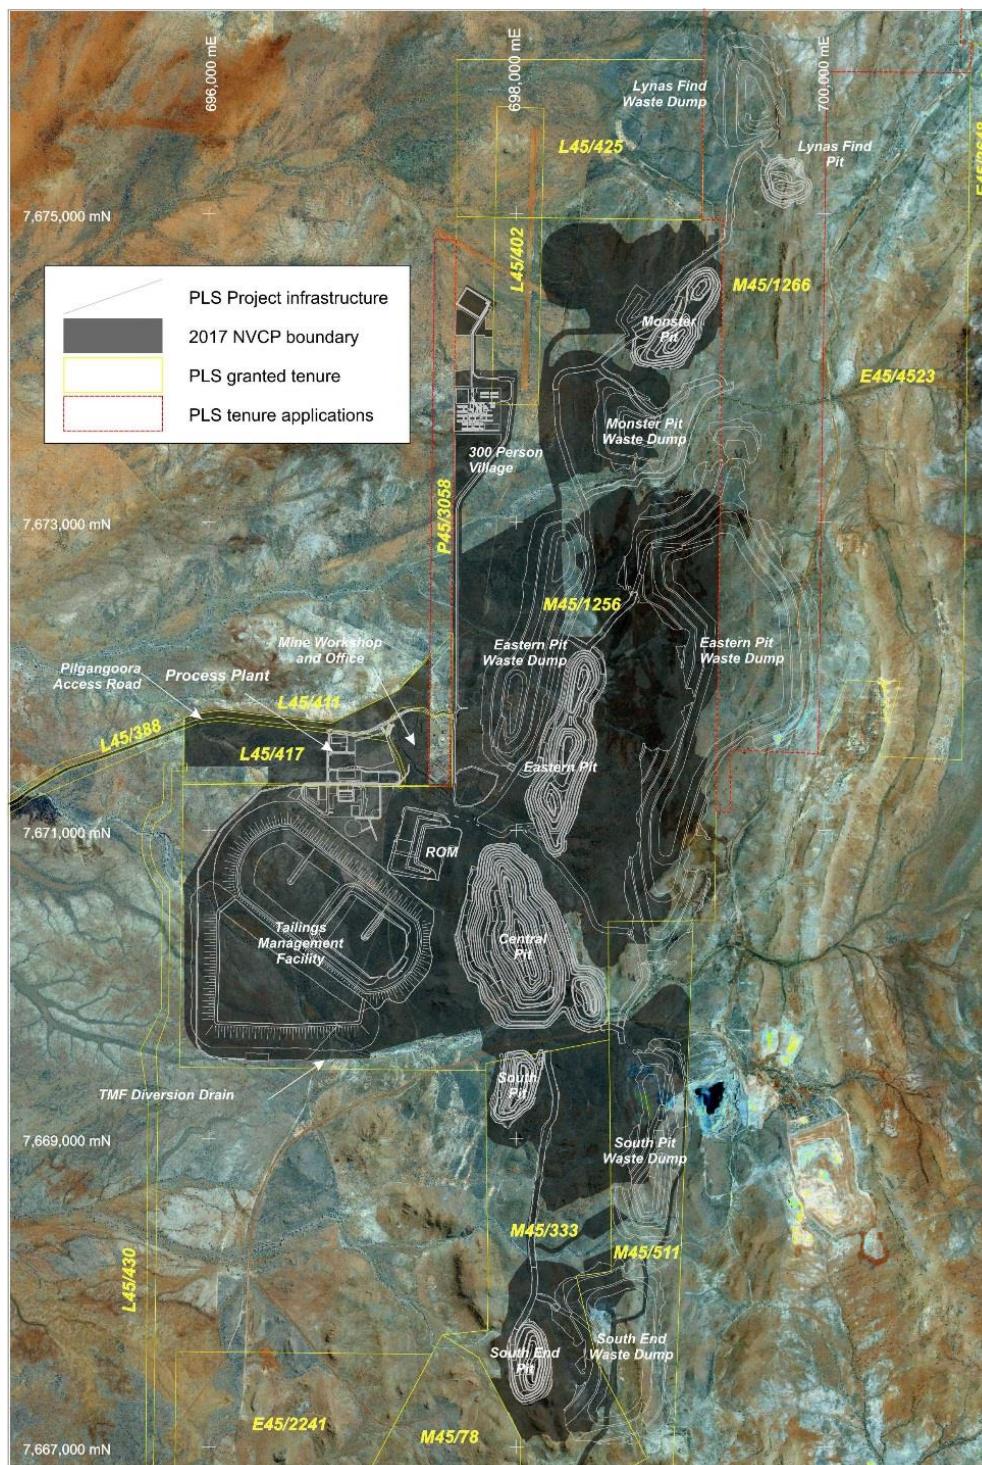 696,000 mE
698,000 mE
700,000 mE
Lynas Find
Waste Dump
L45/425
Lynas Find
Pit
E45/2648
7,675,000 mN
L45/402
PLS Project infrastructure
2017 NVCP boundary
PLS granted tenure
PLS tenure applications
M45/1266
Monster
Pit
E45/4523
Monster Pit
Waste Dump
300 Person
Village
P45/3058
7,673,000 mN
M45/1256
Mine Workshop
and Office
Eastern Pit
Waste Dump
Eastern Pit
Waste Dump
Pilgangoora
Access Road
Process Plant
L45/411
L45/388
L45/417
Eastern Pit
7,671,000 mN
ROM
Tailings
Management
Facility
Central
Pit
TMF Diversion Drain
South
Pit
7,669,000 mN
South Pit
Waste Dump
M45/333
M45/511
L45/430
South End
Pit
South End
Waste Dump
E45/2241
M45/78
7,667,000 mN